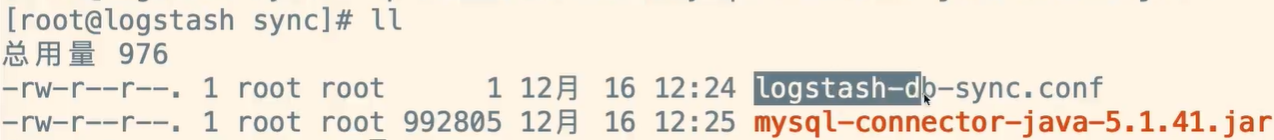 [root@logstash sync]# ll
总用量 976
-rw-r--r--. 1 root root      1 12月  16 12:24 logstash-db-sync.conf
-rw-r--r--. 1 root root 992805 12月  16 12:25 mysql-connector-java-5.1.41.jar